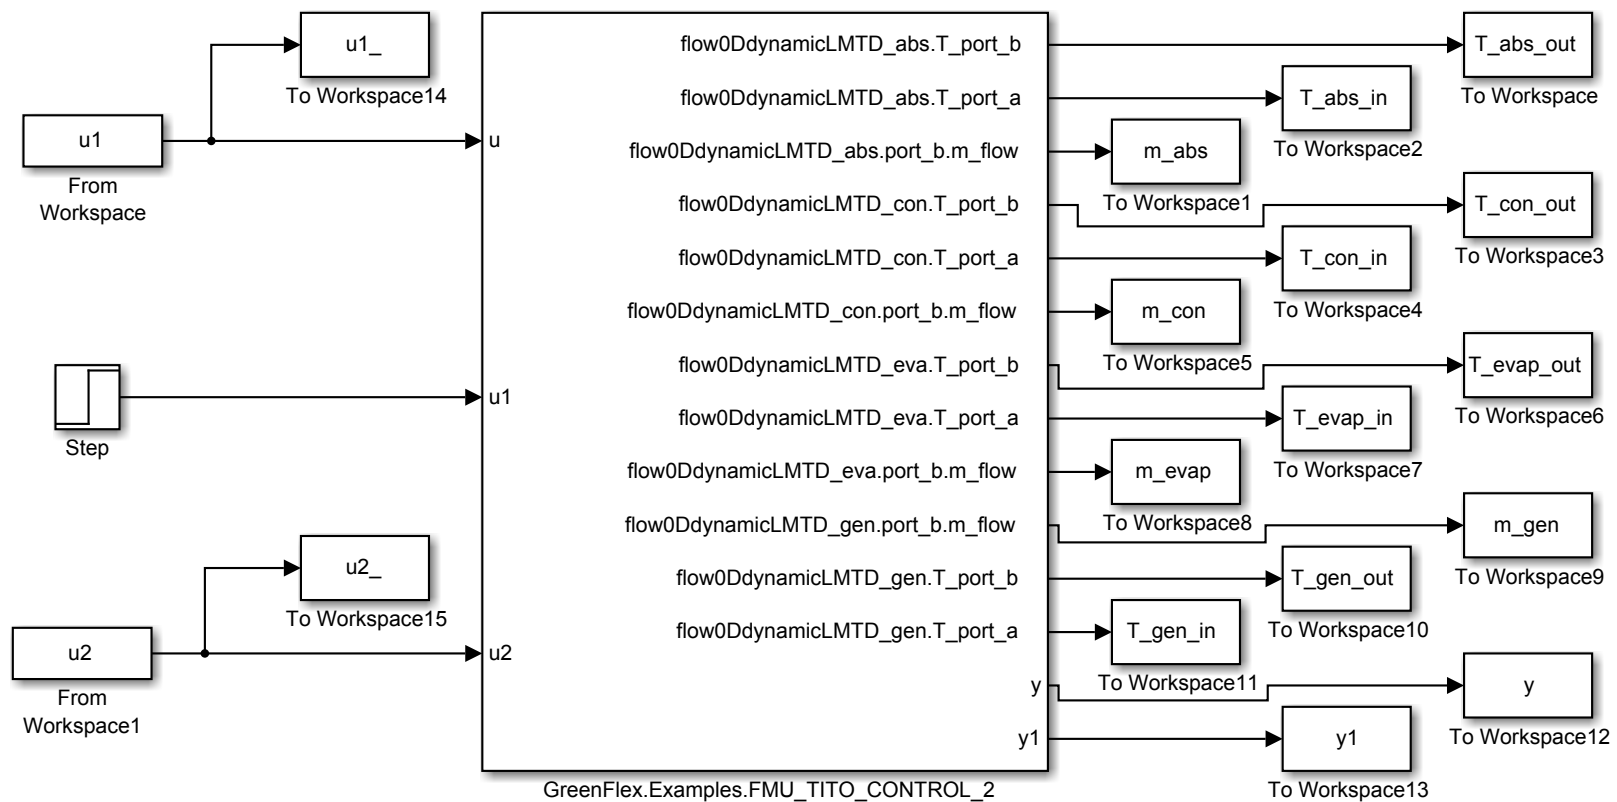 u1_
To Workspace14
u1
From
Workspace
Step
u2_
To Workspace15
u2
From
Workspace1
u
u1
u2
flow0DdynamicLMTD_abs.T_port_b
flow0DdynamicLMTD_abs.T_port_a
flow0DdynamicLMTD_abs.port_b.m_flow
flow0DdynamicLMTD_con.T_port_b
flow0DdynamicLMTD_con.T_port_a
flow0DdynamicLMTD_con.port_b.m_flow
flow0DdynamicLMTD_eva.T_port_b
flow0DdynamicLMTD_eva.T_port_a
flow0DdynamicLMTD_eva.port_b.m_flow
flow0DdynamicLMTD_gen.port_b.m_flow
flow0DdynamicLMTD_gen.T_port_b
flow0DdynamicLMTD_gen.T_port_a
y
y1
GreenFlex.Examples.FMU_TITO_CONTROL_2
T_abs_out
To Workspace
T_abs_in
To Workspace2
m_abs
To Workspace1
T_con_out
To Workspace3
T_con_in
To Workspace4
m_con
To Workspace5
T_evap_out
To Workspace6
T_evap_in
To Workspace7
m_evap
To Workspace8
m_gen
To Workspace9
T_gen_out
To Workspace10
T_gen_in
To Workspace11
y
To Workspace12
y1
To Workspace13